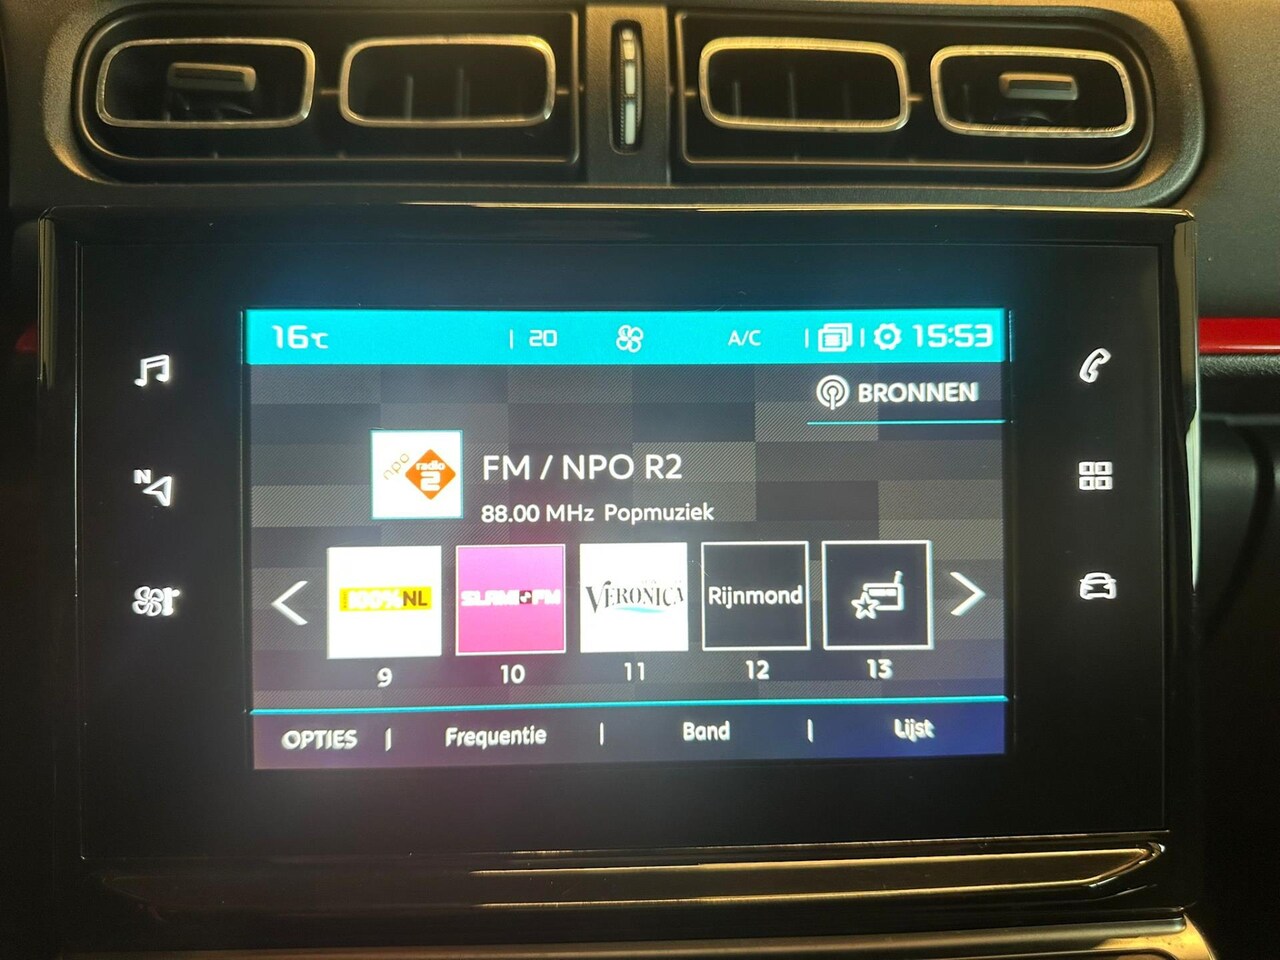 16°C | 20 A/C | | 15:53
BRONNEN
npo radio 2
FM / NPO R2
88.00 MHz Popmuziek
100%NL
SLAM!FM
VERONICA
Rijnmond
9 10 11 12 13
OPTIES | Frequentie | Band | Lijst
N